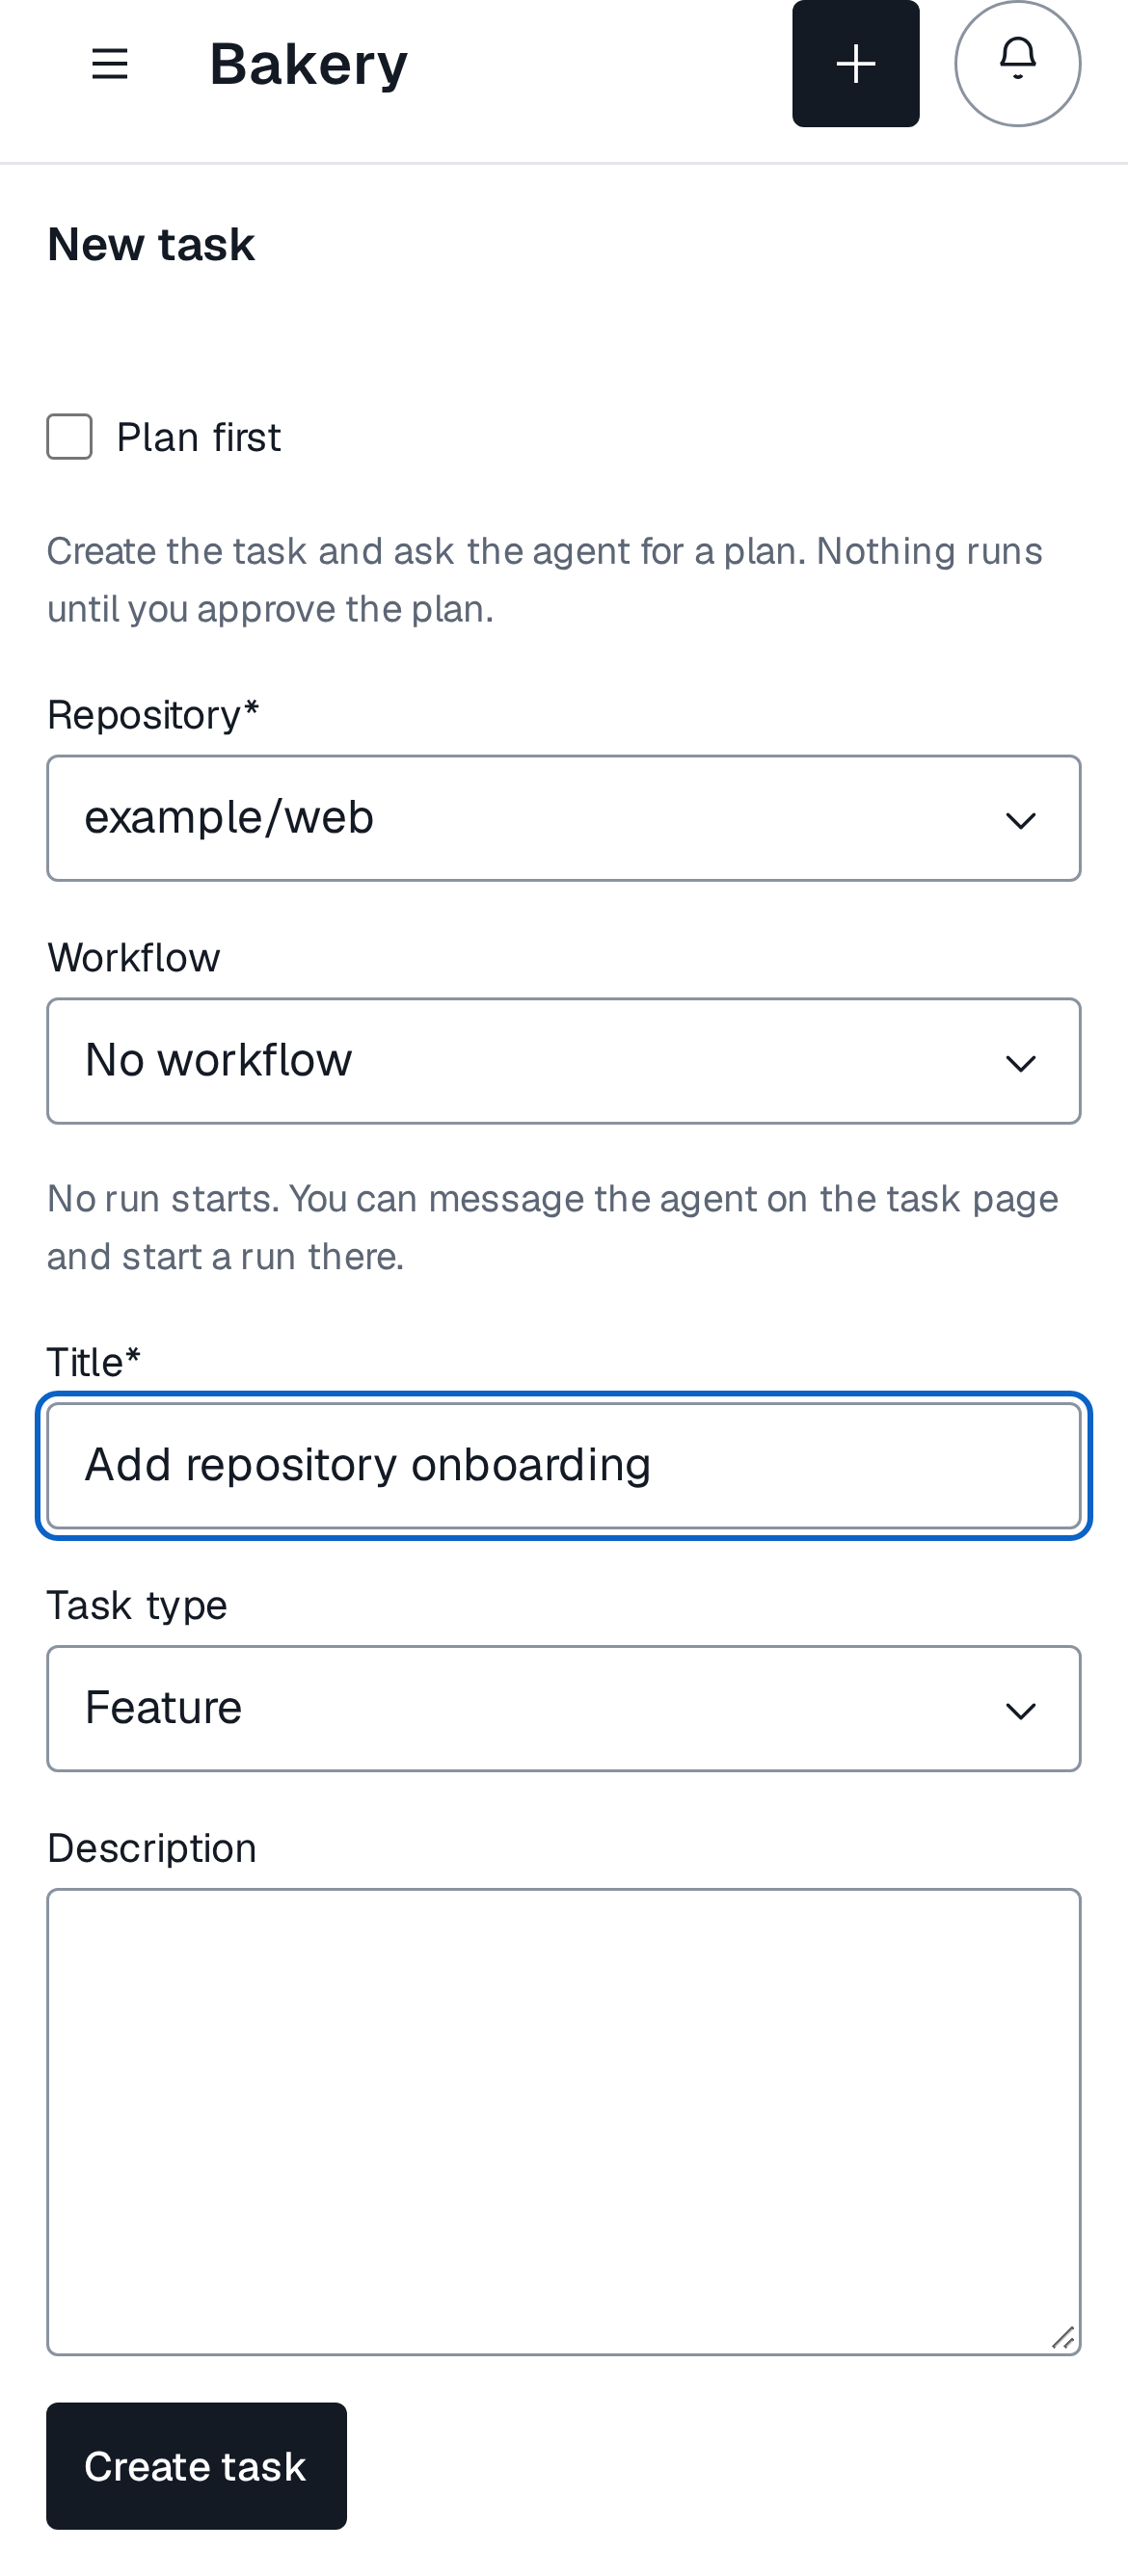 Bakery
New task
Plan first
Create the task and ask the agent for a plan. Nothing runs
until you approve the plan.
Repository*
example/web
Workflow
No workflow
No run starts. You can message the agent on the task page
and start a run there.
Title*
Add repository onboarding
Task type
Feature
Description
Create task